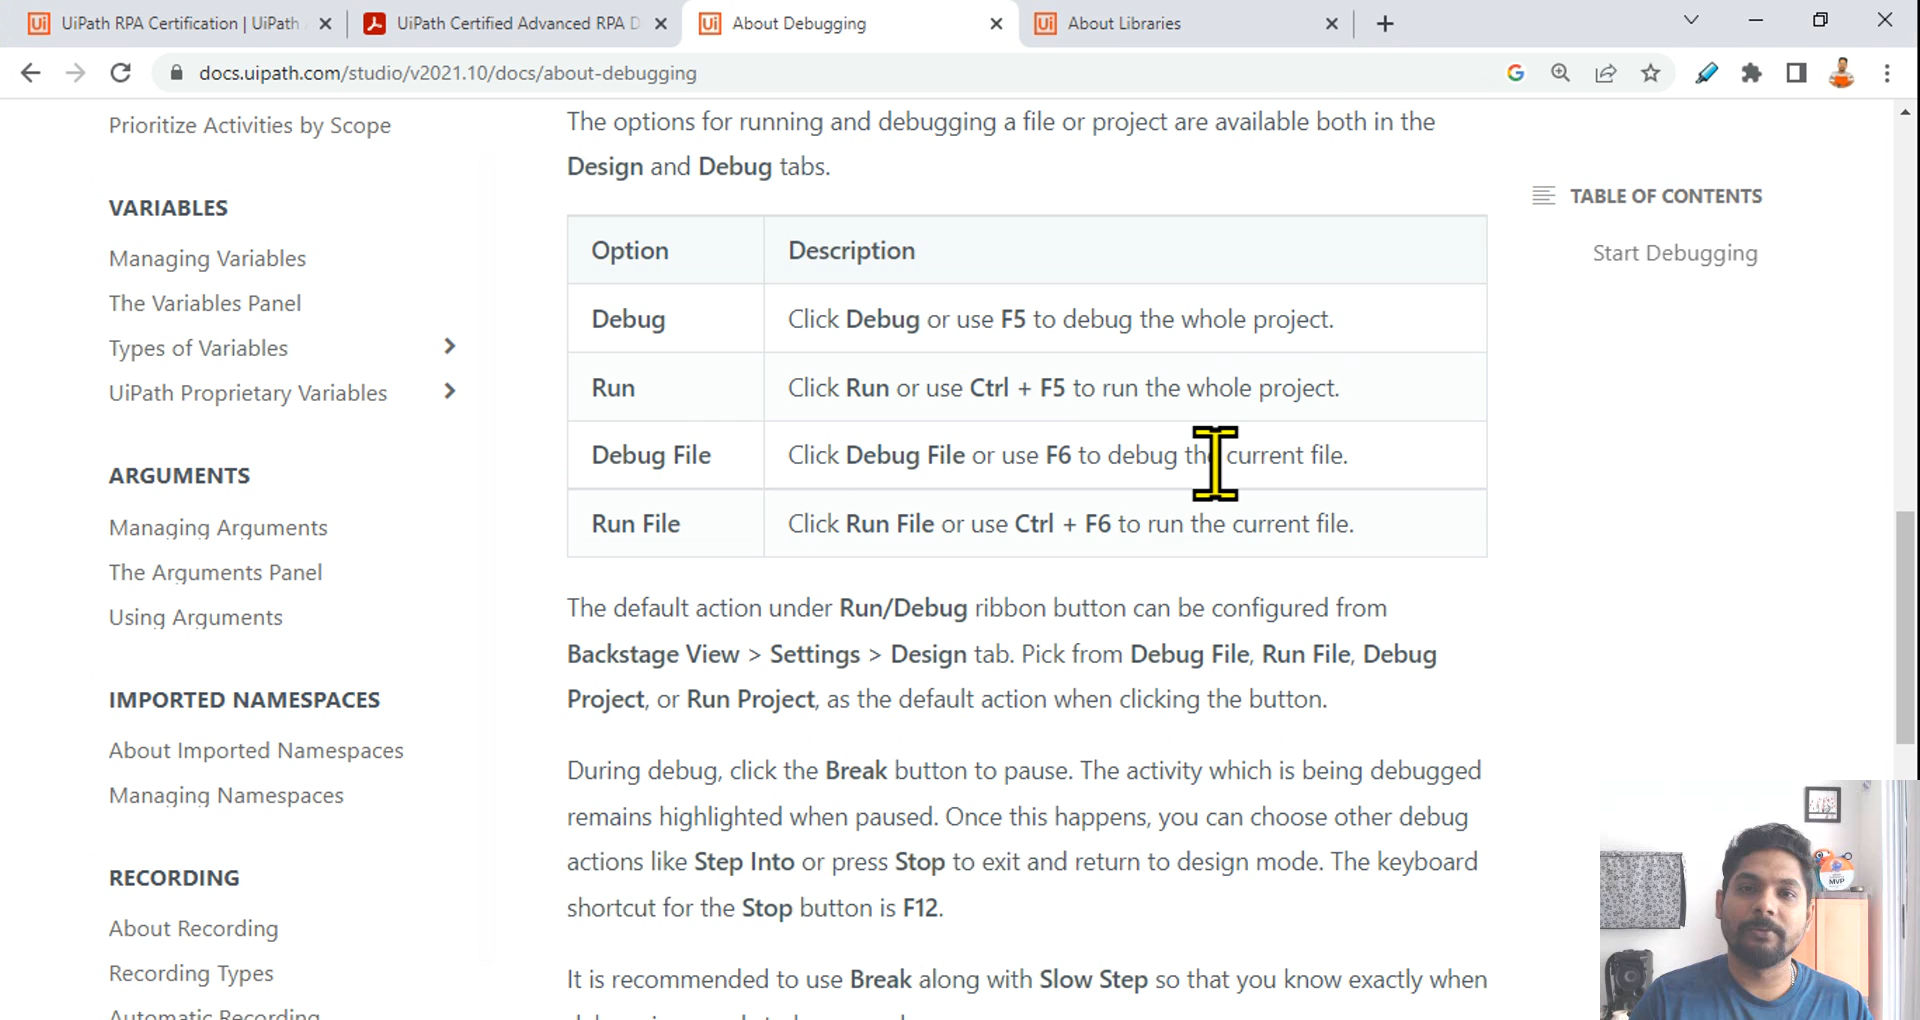 UiPath RPA Certification | UiPath
UiPath Certified Advanced RPA D
About Debugging
About Libraries
docs.uipath.com/studio/v2021.10/docs/about-debugging
Prioritize Activities by Scope
VARIABLES
Managing Variables
The Variables Panel
Types of Variables
UiPath Proprietary Variables
ARGUMENTS
Managing Arguments
The Arguments Panel
Using Arguments
IMPORTED NAMESPACES
About Imported Namespaces
Managing Namespaces
RECORDING
About Recording
Recording Types
Automatic Recording
The options for running and debugging a file or project are available both in the
Design and Debug tabs.
Option Description
Debug Click Debug or use F5 to debug the whole project.
Run Click Run or use Ctrl + F5 to run the whole project.
Debug File Click Debug File or use F6 to debug the current file.
Run File Click Run File or use Ctrl + F6 to run the current file.
The default action under Run/Debug ribbon button can be configured from
Backstage View > Settings > Design tab. Pick from Debug File, Run File, Debug
Project, or Run Project, as the default action when clicking the button.
During debug, click the Break button to pause. The activity which is being debugged
remains highlighted when paused. Once this happens, you can choose other debug
actions like Step Into or press Stop to exit and return to design mode. The keyboard
shortcut for the Stop button is F12.
It is recommended to use Break along with Slow Step so that you know exactly when
TABLE OF CONTENTS
Start Debugging
MVP